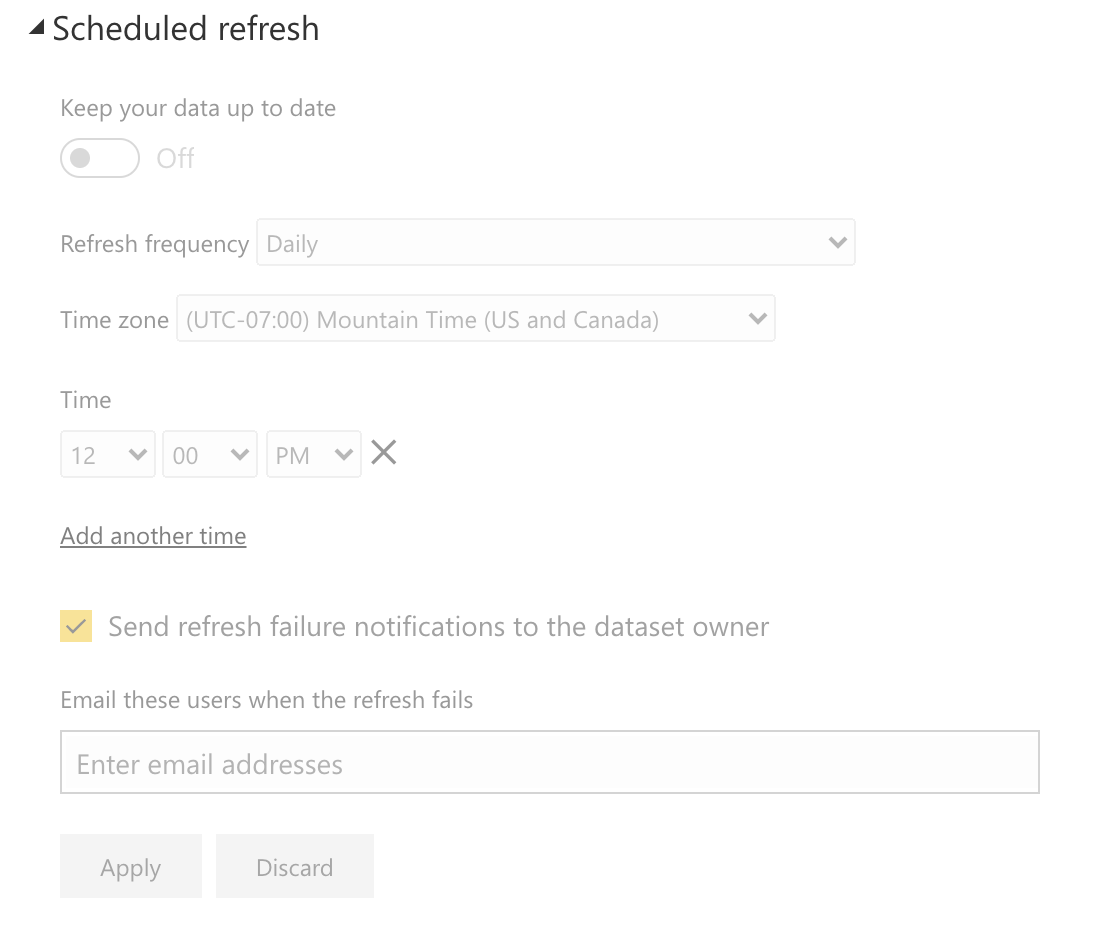 Scheduled refresh
Keep your data up to date
Off
Refresh frequency Daily
Time zone (UTC-07:00) Mountain Time (US and Canada)
Time
12 00 PM
Add another time
Send refresh failure notifications to the dataset owner
Email these users when the refresh fails
Enter email addresses
Apply Discard